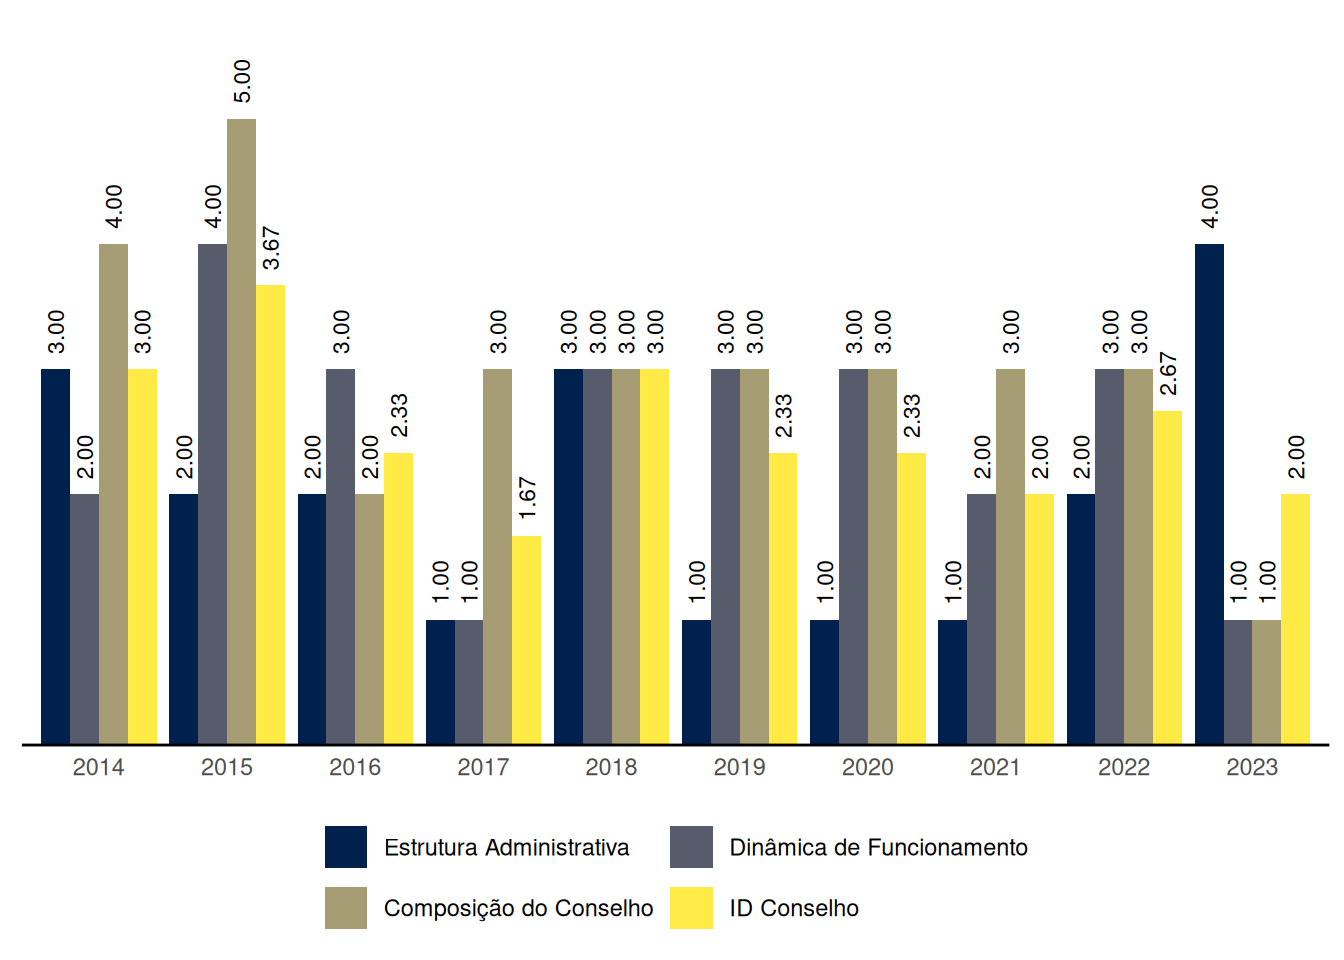 5.00
4.00 4.00 4.00
3.67
3.00 3.00 3.00 3.00 3.00 3.00 3.00 3.00 3.00 3.00 3.00 3.00 3.00 3.00 3.00 3.00
2.67
2.33 2.33 2.33
2.00 2.00 2.00 2.00 2.00 2.00 2.00 2.00
1.67
1.00 1.00 1.00 1.00 1.00 1.00 1.00
2014 2015 2016 2017 2018 2019 2020 2021 2022 2023
Estrutura Administrativa Dinâmica de Funcionamento
Composição do Conselho ID Conselho